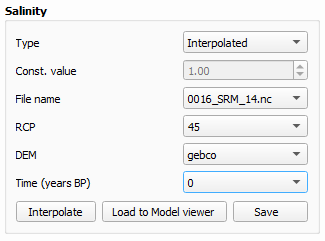 Salinity
Type Interpolated
Const. value 1.00
File name 0016_SRM_14.nc
RCP 45
DEM gebco
Time (years BP) 0
Interpolate Load to Model viewer Save